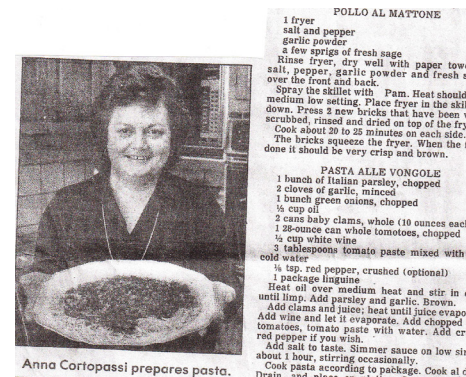 POLLO AL MATTONE
1 fryer
salt and pepper
garlic powder
a few sprigs of fresh sage
Rinse fryer, dry well with paper
salt, pepper, garlic powder and fresh
over the front and back.
Spray the skillet with Pam. Heat should
medium low setting. Place fryer in the
down. Press 2 new bricks that have been
scrubbed, rinsed and dried on top of the
Cook about 20 to 25 minutes on each side.
The bricks squeeze the fryer. When the
done it should be very crisp and brown.
PASTA ALLE VONGOLE
1 bunch of Italian parsley, chopped
2 cloves of garlic, minced
1 bunch green onions, chopped
⅓ cup oil
2 cans baby clams, whole (10 ounces
1 28-ounce can whole tomotoes, chopped
½ cup white wine
3 tablespoons tomato paste mixed with
cold water
⅛ tsp. red pepper, crushed (optional)
1 package linguine
Heat oil over medium heat and stir in
until limp. Add parsley and garlic. Brown.
Add clams and juice; heat until juice
Add wine and let it evaporate. Add chopped
tomatoes, tomato paste with water. Add
red pepper if you wish.
Add salt to taste. Simmer sauce on low
about 1 hour, stirring occasionally.
Cook pasta according to package. Cook al
Anna Cortopassi prepares pasta.